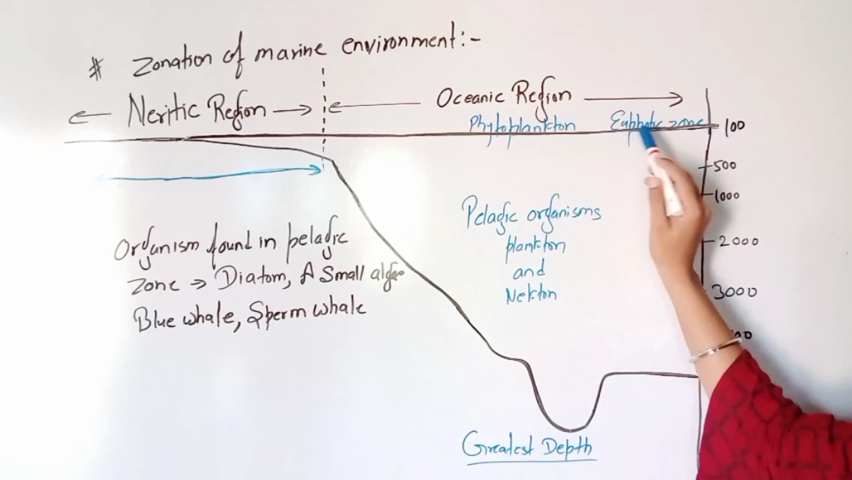 # Zonation of marine environment:-
Neritic Region
Oceanic Region
Phytoplankton
zone
100
500
1000
2000
3000
Pelagic organisms
plankton
and
Nekton
Organism found in pelagic
zone → Diatom, A Small algae
Blue whale, Sperm whale
Greatest Depth